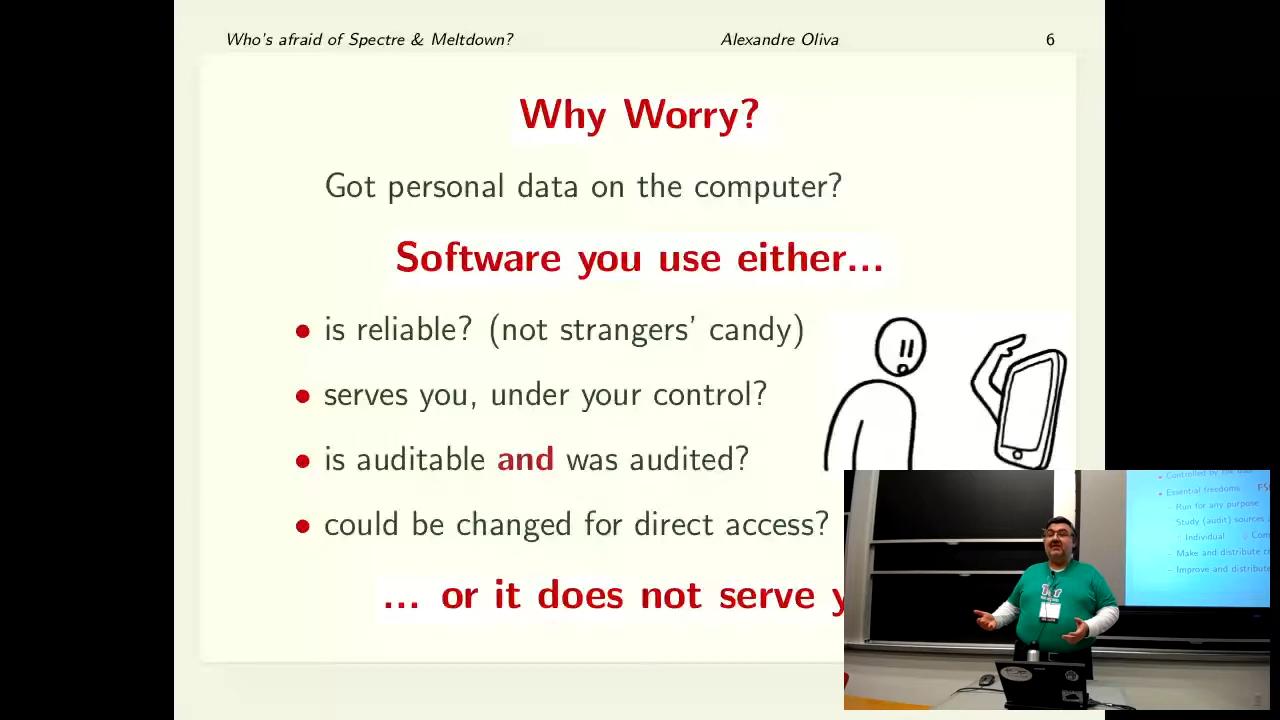 Who's afraid of Spectre & Meltdown? Alexandre Oliva 6
Why Worry?
Got personal data on the computer?
Software you use either...
• is reliable? (not strangers' candy)
• serves you, under your control?
• is auditable and was audited?
• could be changed for direct access?
... or it does not serve
Controlled by the
Essential freedoms
– Run for any purpose
Study (audit) sources
Individual
– Make and distribute
– Improve and distribute